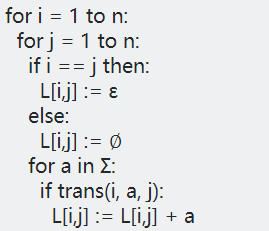 for i = 1 to n:
for j = 1 to n:
if i == j then:
L[i,j] := ε
else:
L[i,j] := ∅
for a in Σ:
if trans(i, a, j):
L[i,j] := L[i,j] + a